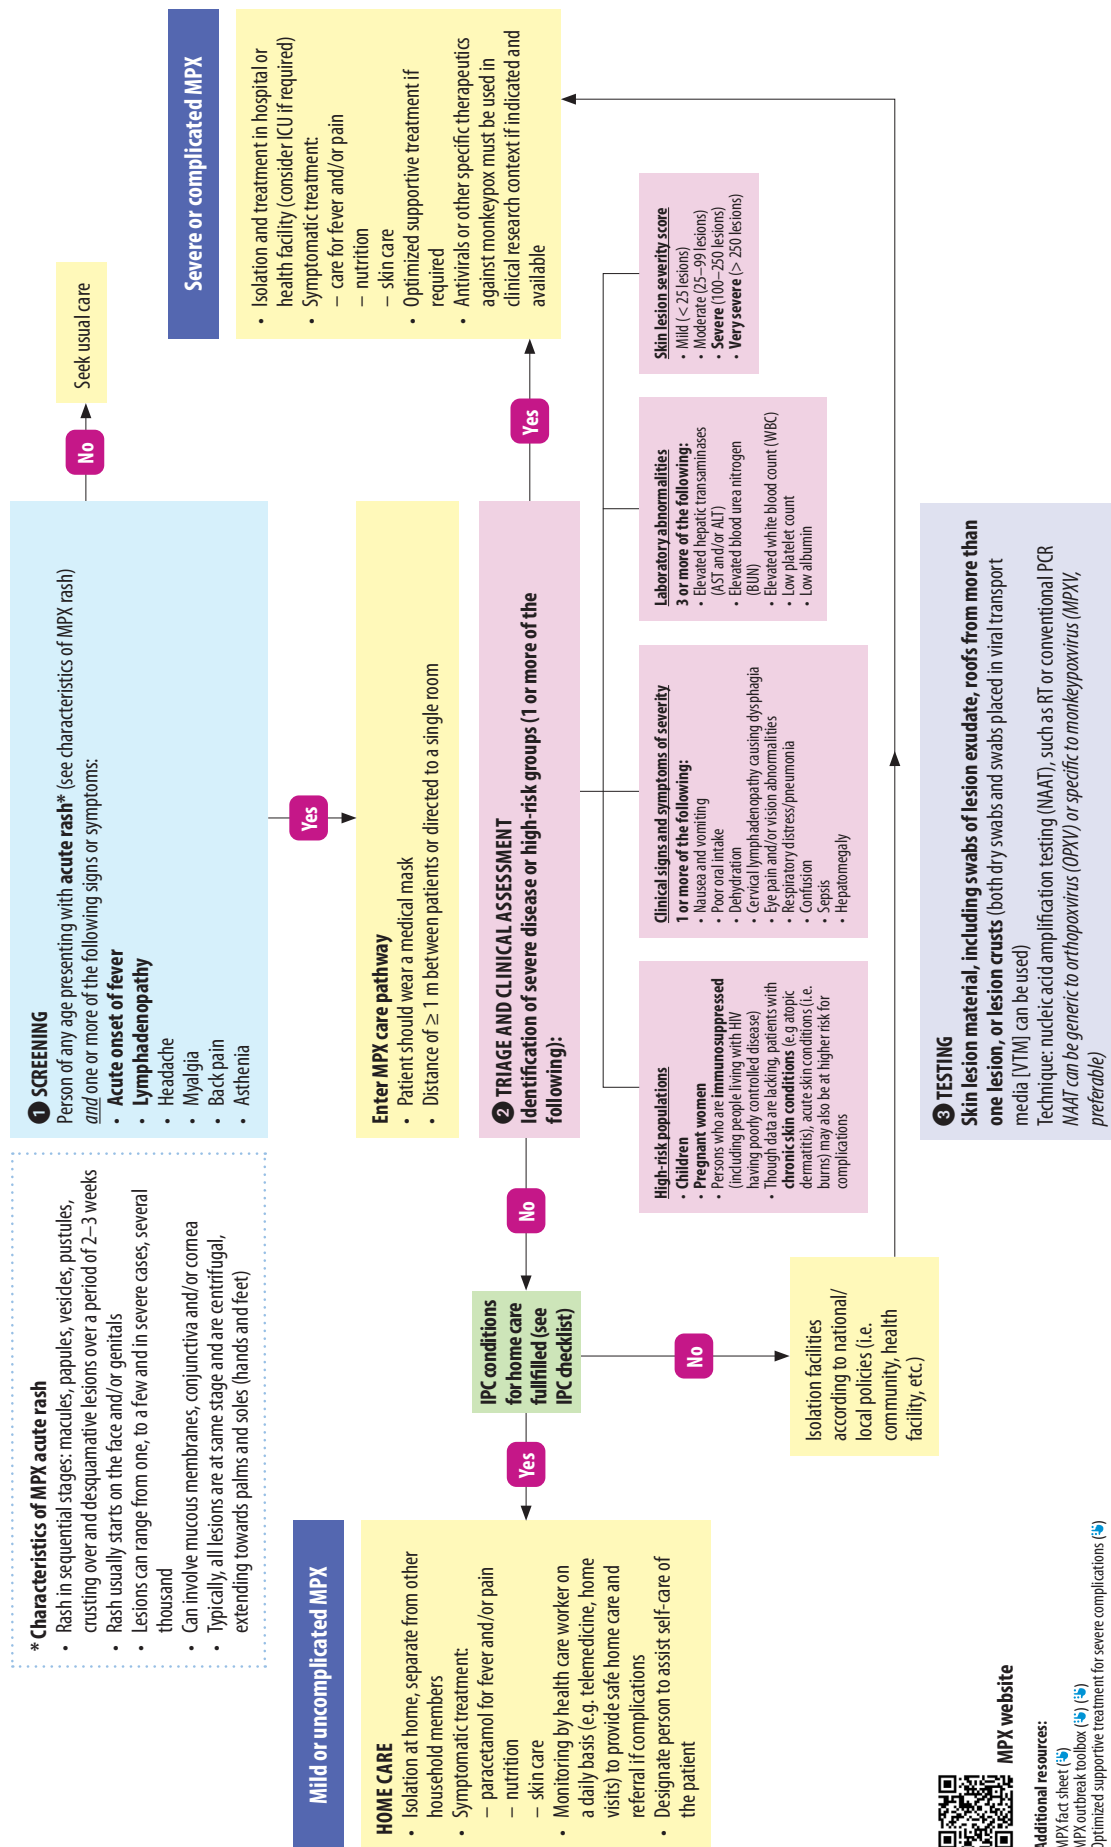 * Characteristics of MPX acute rash
• Rash in sequential stages: macules, papules, vesicles, pustules,
crusting over and desquamative lesions over a period of 2–3 weeks
• Rash usually starts on the face and/or genitals
• Lesions can range from one, to a few and in severe cases, several
thousand
• Can involve mucous membranes, conjunctiva and/or cornea
• Typically, all lesions are at same stage and are centrifugal,
extending towards palms and soles (hands and feet)
❶ SCREENING
Person of any age presenting with acute rash* (see characteristics of MPX rash)
and one or more of the following signs or symptoms:
• Acute onset of fever
• Lymphadenopathy
• Headache
• Myalgia
• Back pain
• Asthenia
No
Seek usual care
Yes
Enter MPX care pathway
• Patient should wear a medical mask
• Distance of ≥ 1 m between patients or directed to a single room
Mild or uncomplicated MPX
HOME CARE
• Isolation at home, separate from other
household members
• Symptomatic treatment:
– paracetamol for fever and/or pain
– nutrition
– skin care
• Monitoring by health care worker on
a daily basis (e.g. telemedicine, home
visits) to provide safe home care and
referral if complications
• Designate person to assist self-care of
the patient
Yes
IPC conditions
for home care
fullfilled (see
IPC checklist)
No
No
Isolation facilities
according to national/
local policies (i.e.
community, health
facility, etc.)
❷ TRIAGE AND CLINICAL ASSESSMENT
Identification of severe disease or high-risk groups (1 or more of the
following):
Yes
Severe or complicated MPX
• Isolation and treatment in hospital or
health facility (consider ICU if required)
• Symptomatic treatment:
– care for fever and/or pain
– nutrition
– skin care
• Optimized supportive treatment if
required
• Antivirals or other specific therapeutics
against monkeypox must be used in
clinical research context if indicated and
available
High-risk populations
• Children
• Pregnant women
• Persons who are immunosuppressed
(including people living with HIV
having poorly controlled disease)
• Though data are lacking, patients with
chronic skin conditions (e.g atopic
dermatitis), acute skin conditions (i.e.
burns) may also be at higher risk for
complications
Clinical signs and symptoms of severity
1 or more of the following:
• Nausea and vomiting
• Poor oral intake
• Dehydration
• Cervical lymphadenopathy causing dysphagia
• Eye pain and/or vision abnormalities
• Respiratory distress/pneumonia
• Confusion
• Sepsis
• Hepatomegaly
Laboratory abnormalities
3 or more of the following:
• Elevated hepatic transaminases
(AST and/or ALT)
• Elevated blood urea nitrogen
(BUN)
• Elevated white blood count (WBC)
• Low platelet count
• Low albumin
Skin lesion severity score
• Mild (< 25 lesions)
• Moderate (25–99 lesions)
• Severe (100–250 lesions)
• Very severe (> 250 lesions)
❸ TESTING
Skin lesion material, including swabs of lesion exudate, roofs from more than
one lesion, or lesion crusts (both dry swabs and swabs placed in viral transport
media [VTM] can be used)
Technique: nucleic acid amplification testing (NAAT), such as RT or conventional PCR
NAAT can be generic to orthopoxvirus (OPXV) or specific to monkeypoxvirus (MPXV,
preferable)
MPX website
Additional resources:
MPX fact sheet ()
MPX outbreak toolbox () ()
Optimized supportive treatment for severe complications ()